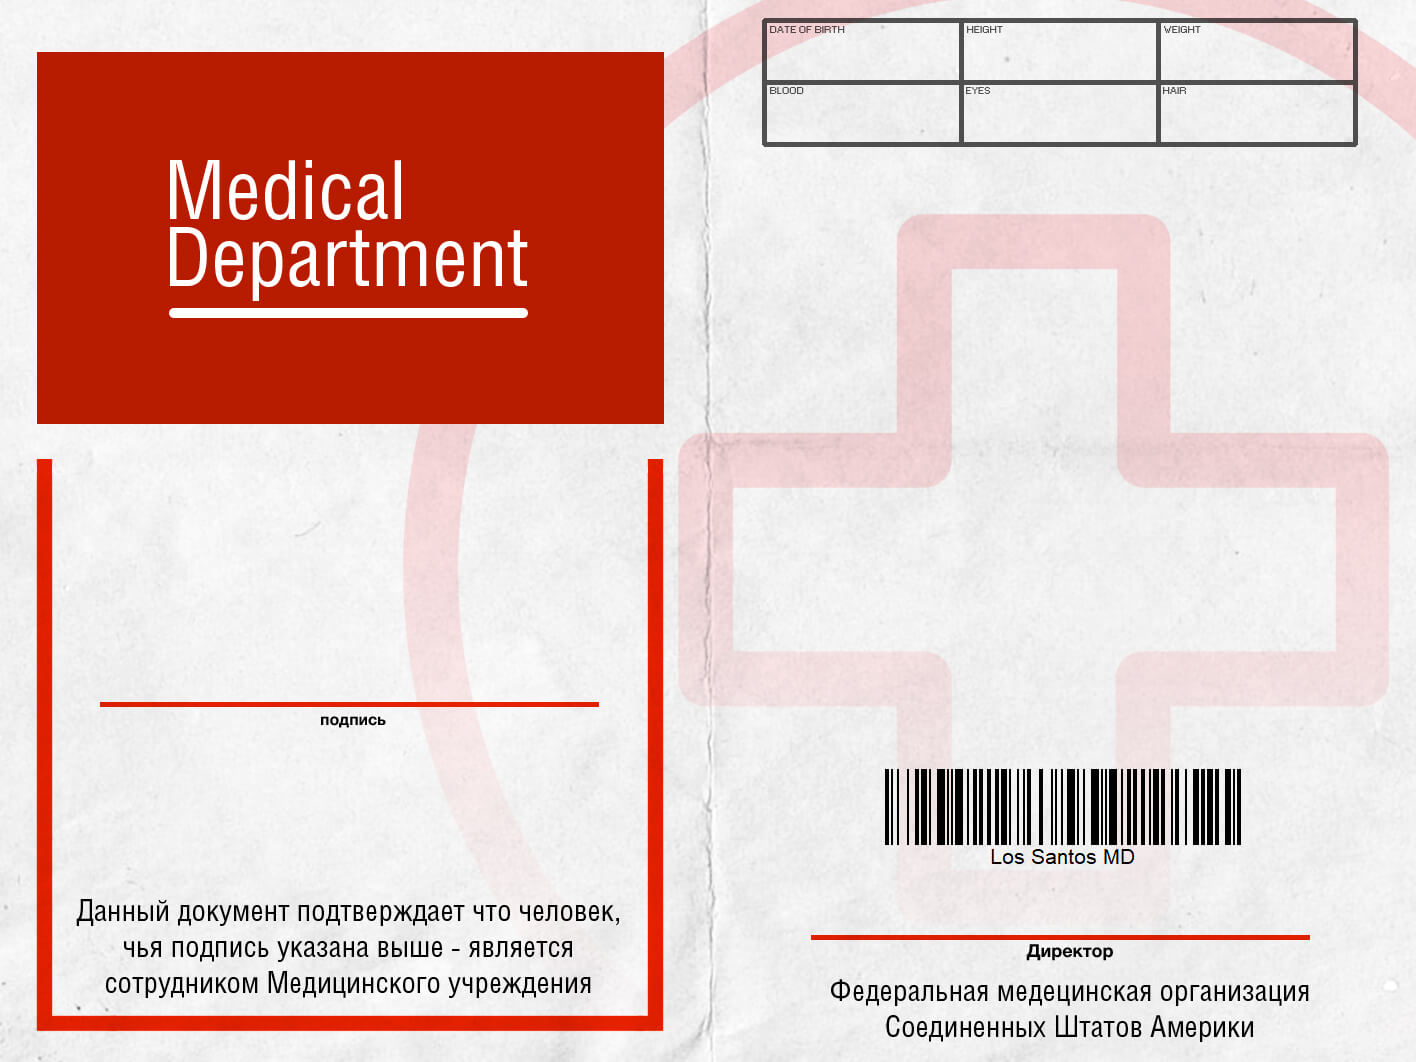 Medical
Department
подпись
Данный документ подтверждает что человек,
чья подпись указана выше - является
сотрудником Медицинского учреждения
DATE OF BIRTH
HEIGHT
WEIGHT
BLOOD
EYES
HAIR
Los Santos MD
Директор
Федеральная медецинская организация
Соединенных Штатов Америки